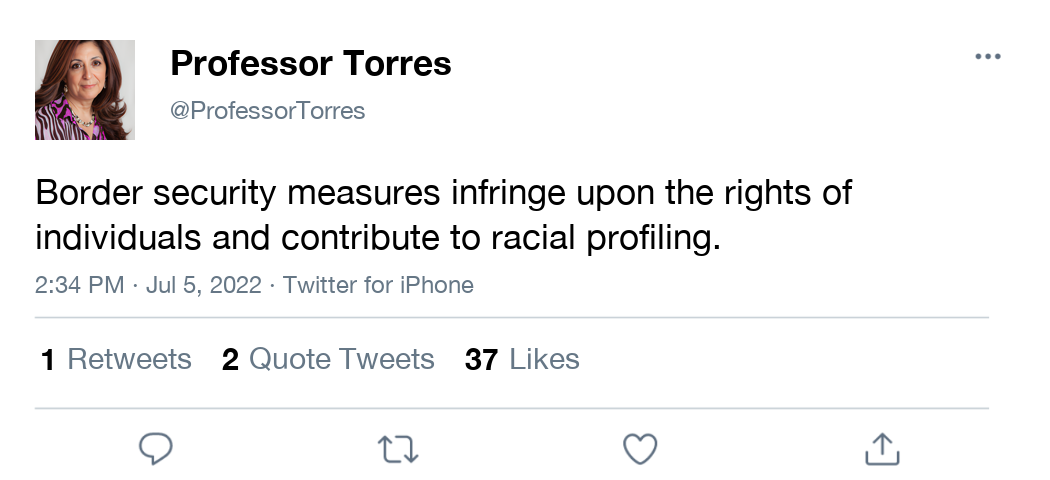 Professor Torres
@ProfessorTorres
Border security measures infringe upon the rights of
individuals and contribute to racial profiling.
2:34 PM · Jul 5, 2022 · Twitter for iPhone
1 Retweets 2 Quote Tweets 37 Likes